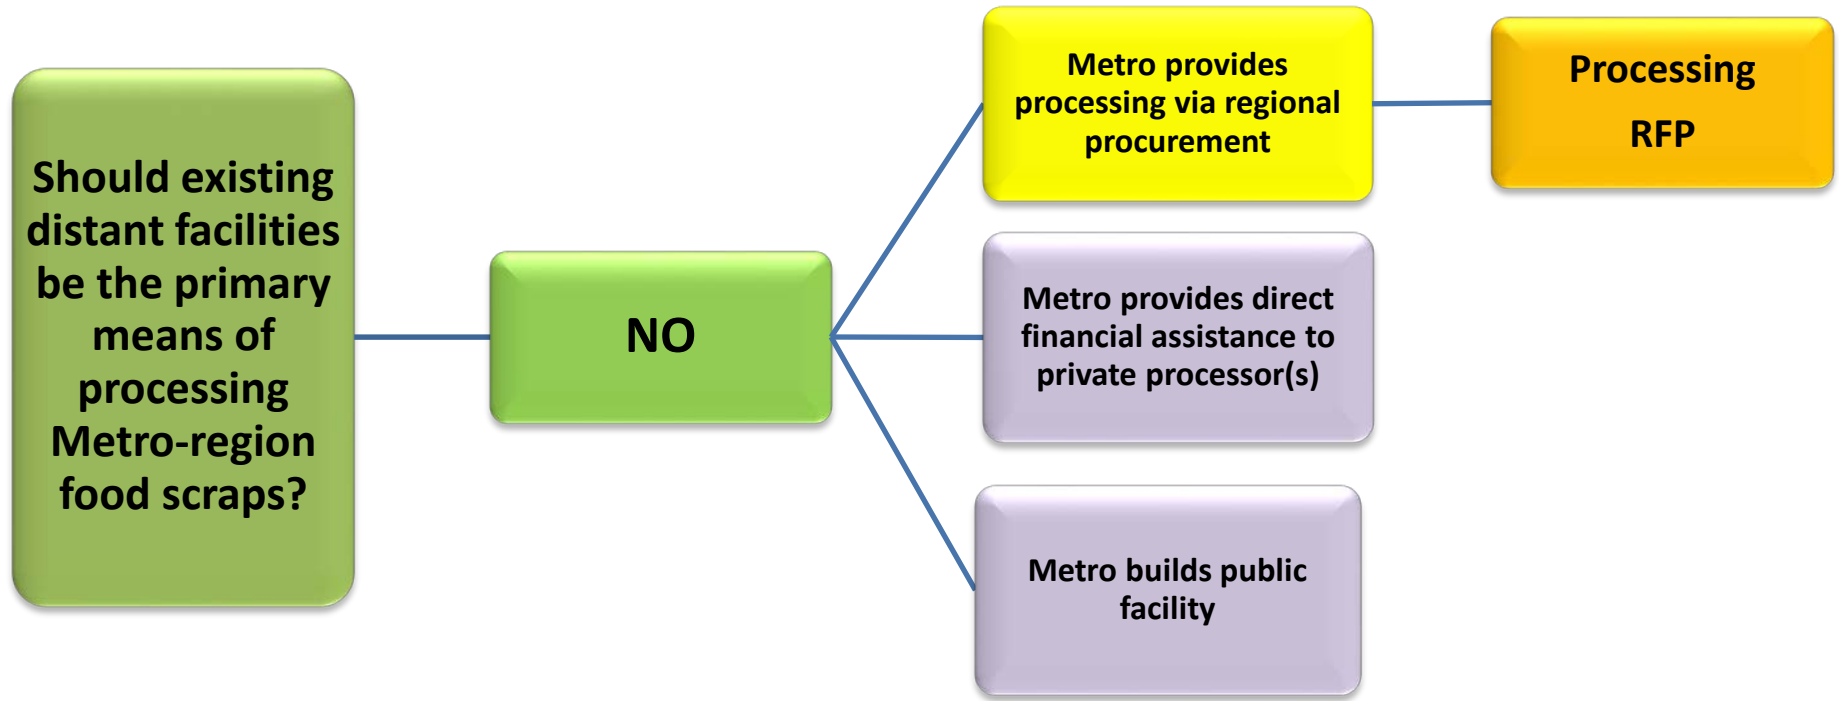 Should existing
distant facilities
be the primary
means of
processing
Metro-region
food scraps?
NO
Metro provides
processing via regional
procurement
Processing
RFP
Metro provides direct
financial assistance to
private processor(s)
Metro builds public
facility